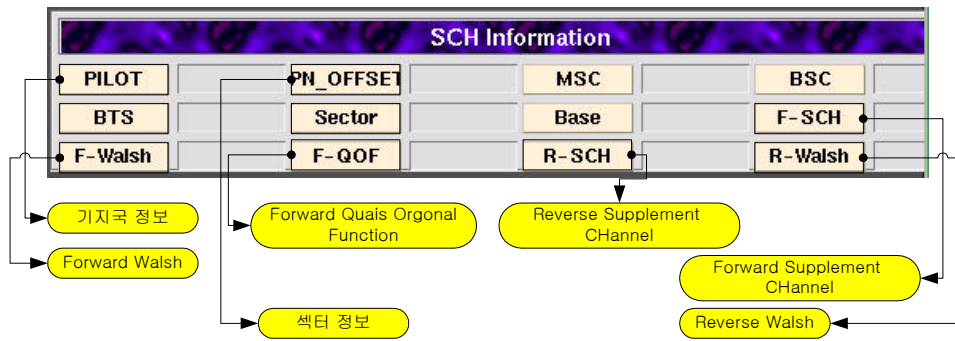 SCH Information
PILOT
PN_OFFSET
MSC
BSC
BTS
Sector
Base
F-SCH
F-Walsh
F-QOF
R-SCH
R-Walsh
기지국 정보
Forward Quais Orgonal
Function
Reverse Supplement
CHannel
Forward Walsh
Forward Supplement
CHannel
섹터 정보
Reverse Walsh